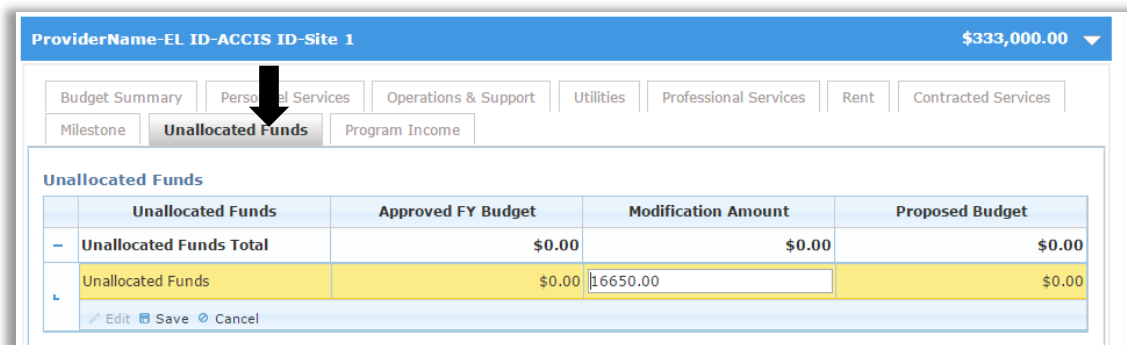 ProviderName-EL ID-ACCIS ID-Site 1 $333,000.00
Budget Summary Personnel Services Operations & Support Utilities Professional Services Rent Contracted Services
Milestone Unallocated Funds Program Income
Unallocated Funds
Unallocated Funds Approved FY Budget Modification Amount Proposed Budget
Unallocated Funds Total $0.00 $0.00 $0.00
Unallocated Funds $0.00 16650.00 $0.00
Edit Save Cancel